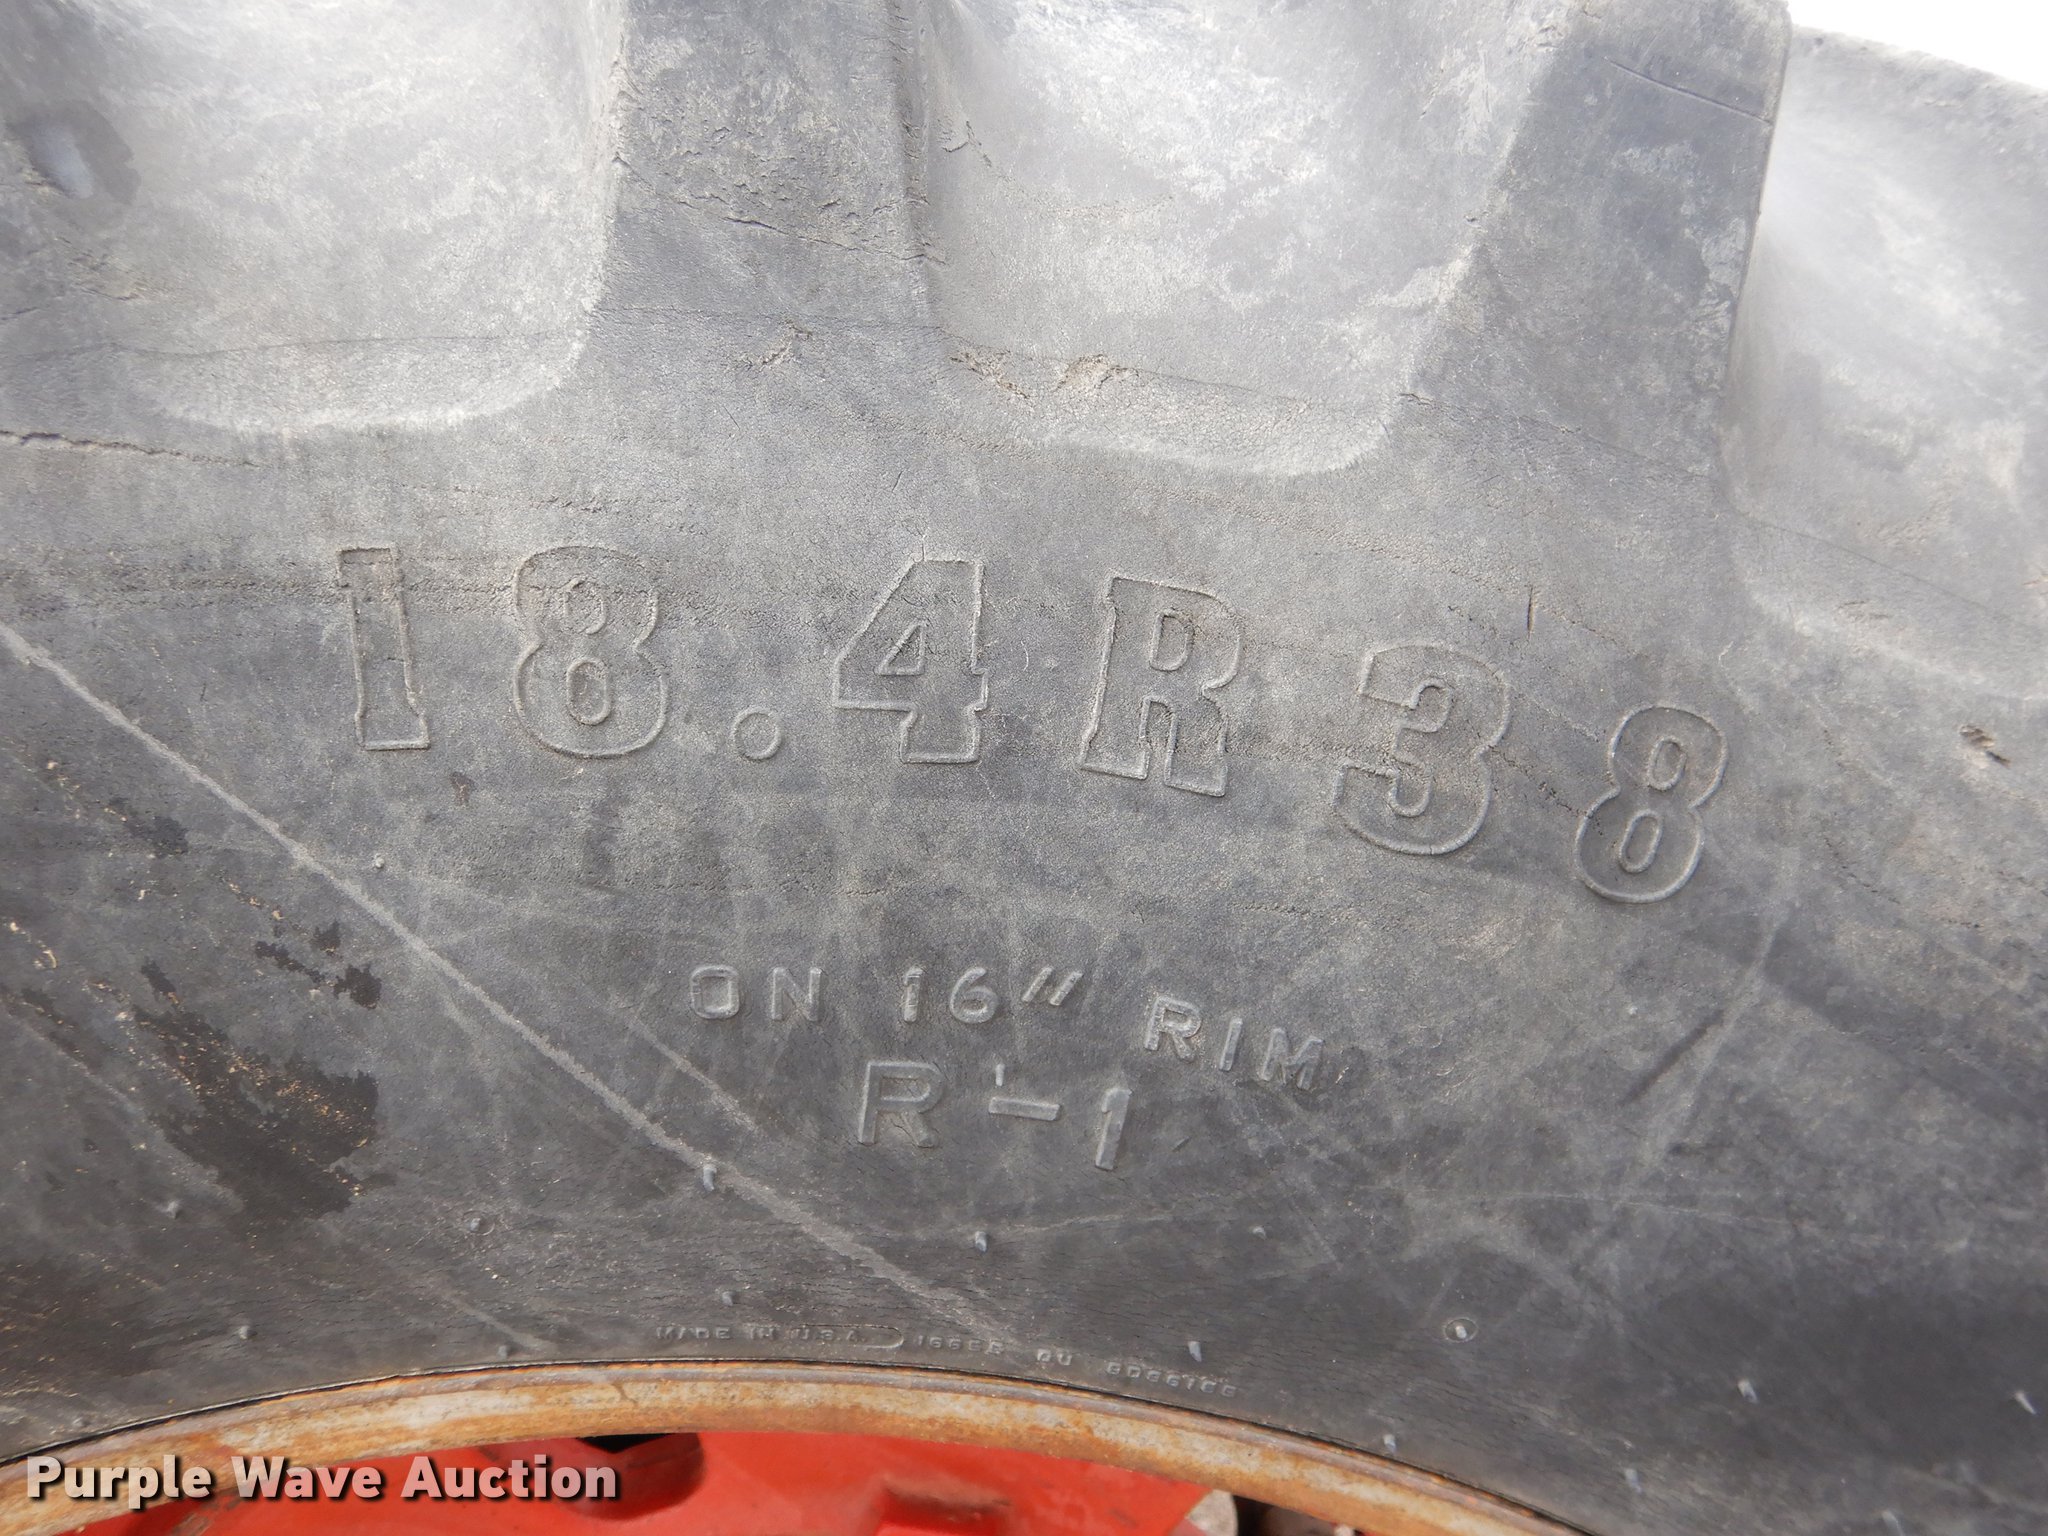 18.4R38
ON 16" RIM
R-1
MADE IN U.S.A.
Purple Wave Auction